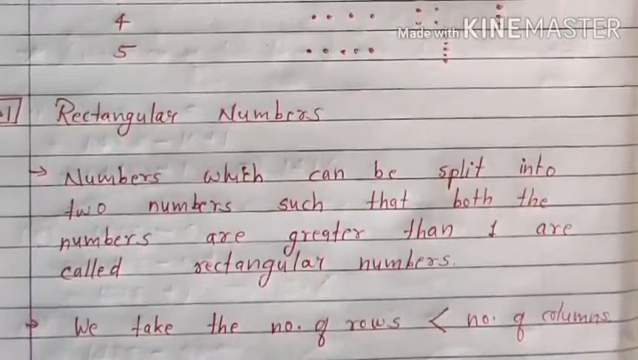 4
5
Made with KINEMASTER
Rectangular Numbers
→ Numbers which can be split into
two numbers such that both the
numbers are greater than 1 are
called rectangular numbers.
→ We take the no. of rows < no. of columns